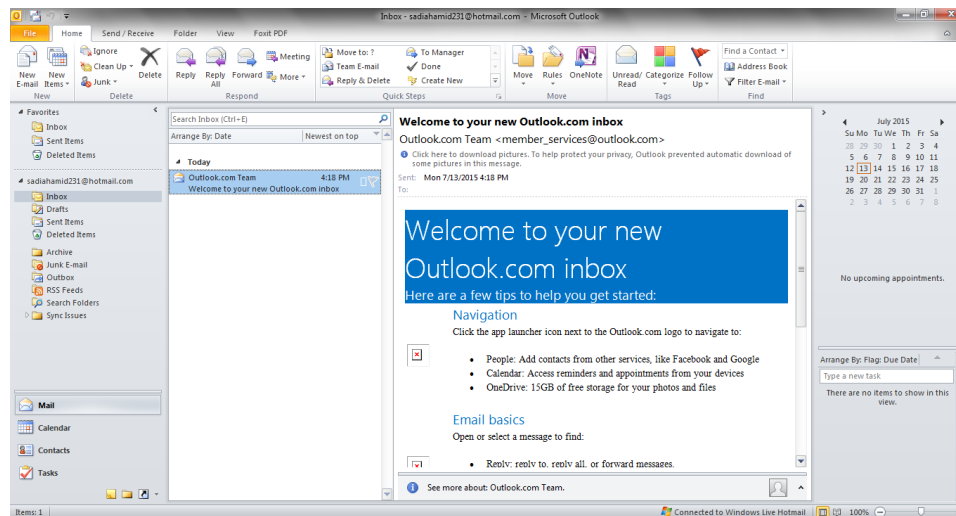 Inbox - sadiahamid231@hotmail.com - Microsoft Outlook
File Home Send / Receive Folder View Foxit PDF
New E-mail
New Items
Ignore
Clean Up
Junk
Delete
Reply
Reply All
Forward
Meeting
More
Move to: ?
Team E-mail
Reply & Delete
To Manager
Done
Create New
Move
Rules
OneNote
Unread/ Read
Categorize
Follow Up
Find a Contact
Address Book
Filter E-mail
New Delete Respond Quick Steps Move Tags Find
Favorites
Inbox
Sent Items
Deleted Items
sadiahamid231@hotmail.com
Inbox
Drafts
Sent Items
Deleted Items
Archive
Junk E-mail
Outbox
RSS Feeds
Search Folders
Sync Issues
Mail
Calendar
Contacts
Tasks
Search Inbox (Ctrl+E)
Arrange By: Date Newest on top
Today
Outlook.com Team 4:18 PM
Welcome to your new Outlook.com inbox
Welcome to your new Outlook.com inbox
Outlook.com Team <member_services@outlook.com>
Click here to download pictures. To help protect your privacy, Outlook prevented automatic download of
some pictures in this message.
Sent: Mon 7/13/2015 4:18 PM
To:
Welcome to your new
Outlook.com inbox
Here are a few tips to help you get started:
Navigation
Click the app launcher icon next to the Outlook.com logo to navigate to:
• People: Add contacts from other services, like Facebook and Google
• Calendar: Access reminders and appointments from your devices
• OneDrive: 15GB of free storage for your photos and files
Email basics
Open or select a message to find:
• Reply: reply to, reply all, or forward messages.
See more about: Outlook.com Team.
July 2015
Su Mo Tu We Th Fr Sa
28 29 30 1 2 3 4
5 6 7 8 9 10 11
12 13 14 15 16 17 18
19 20 21 22 23 24 25
26 27 28 29 30 31 1
2 3 4 5 6 7 8
No upcoming appointments.
Arrange By: Flag: Due Date
Type a new task
There are no items to show in this
view.
Items: 1
Connected to Windows Live Hotmail
100%